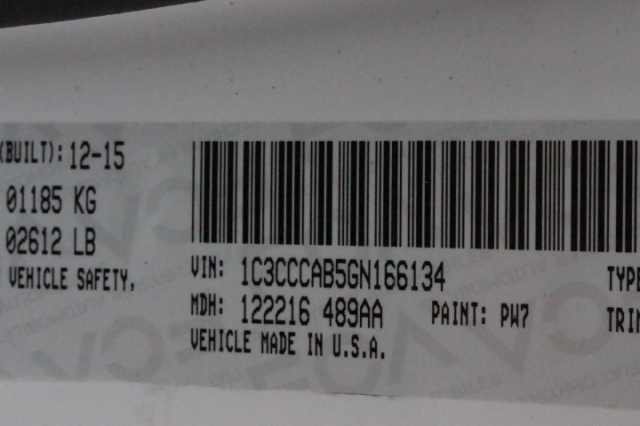 (BUILT): 12-15
01185 KG
02612 LB
VEHICLE SAFETY,
VIN: 1C3CCCAB5GN166134
TYPE
MDH: 122216 489AA PAINT: PW7
VEHICLE MADE IN U.S.A.